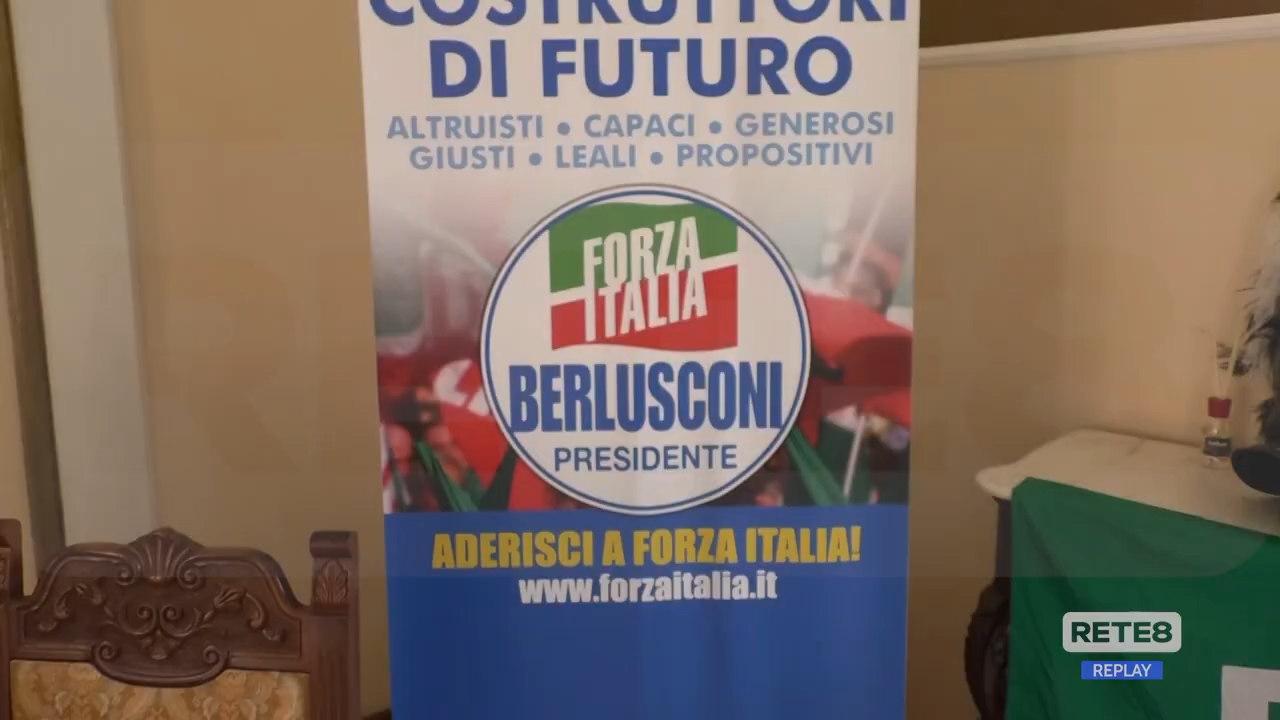 COSTRUTTORI
DI FUTURO
ALTRUISTI • CAPACI • GENEROSI
GIUSTI • LEALI • PROPOSITIVI
FORZA
ITALIA
BERLUSCONI
PRESIDENTE
ADERISCI A FORZA ITALIA!
www.forzaitalia.it
RETE8
REPLAY